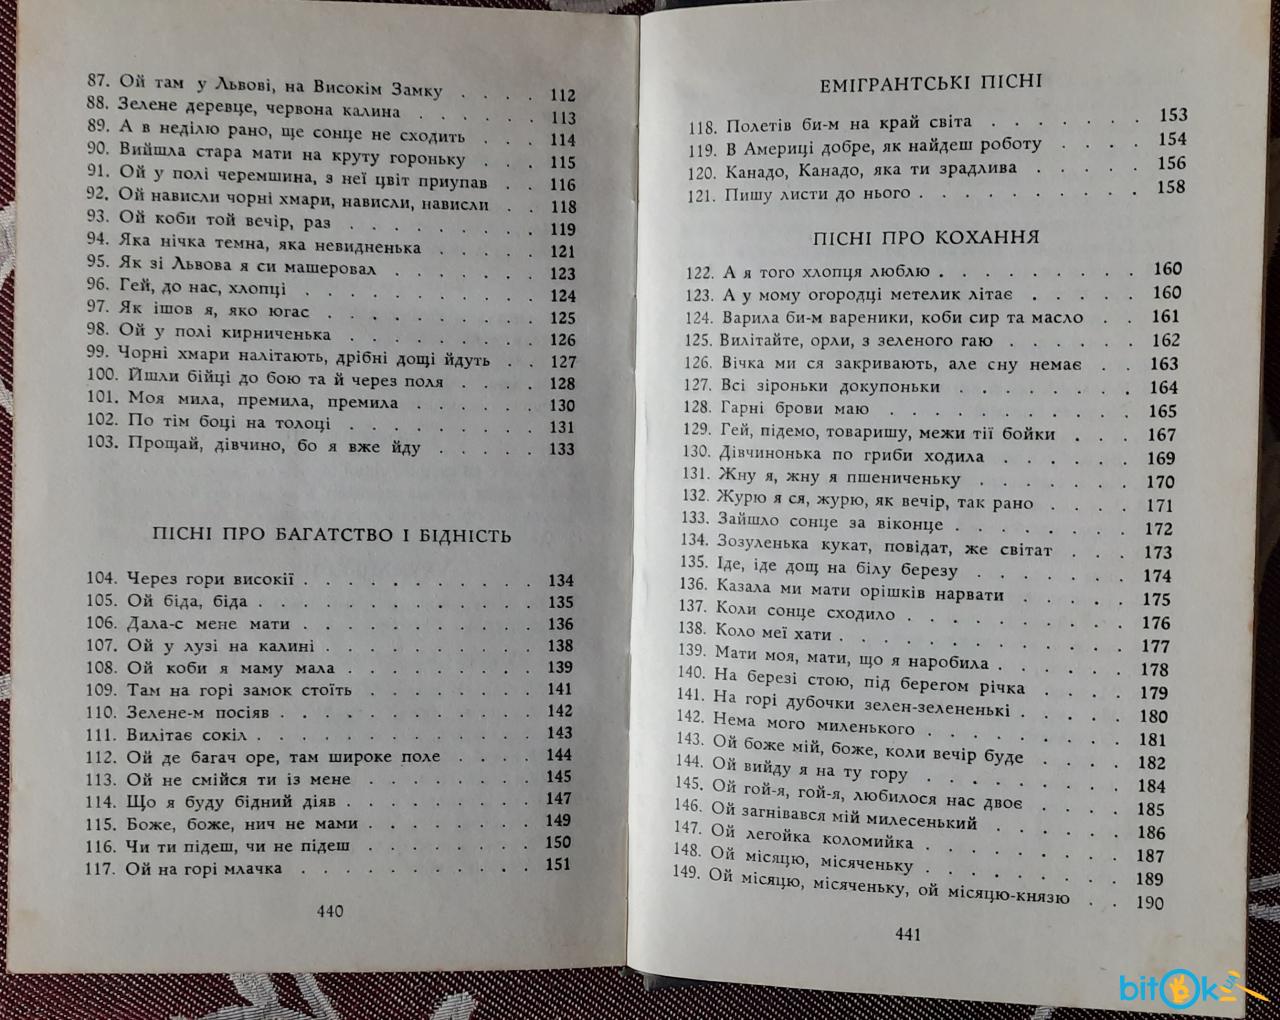 87. Ой там у Львові, на Високім Замку . . . . 112
88. Зелене деревце, червона калина . . . . . . 113
89. А в неділю рано, ще сонце не сходить . . . 114
90. Вийшла стара мати на круту гороньку . . . 115
91. Ой у полі черемшина, з неї цвіт приупав . . 116
92. Ой нависли чорні хмари, нависли, нависли . . 118
93. Ой коби той вечір, раз . . . . . . . . . 119
94. Яка нічка темна, яка невидненька . . . . . 121
95. Як зі Львова я си машеровал . . . . . . . 123
96. Гей, до нас, хлопці . . . . . . . . . . 124
97. Як ішов я, яко югас . . . . . . . . . . 125
98. Ой у полі кирниченька . . . . . . . . . 126
99. Чорні хмари налітають, дрібні дощі йдуть . . 127
100. Йшли бійці до бою та й через поля . . . . 128
101. Моя мила, премила, премила . . . . . . 130
102. По тім боці на толоці . . . . . . . . . 131
103. Прощай, дівчино, бо я вже йду . . . . . 133
ПІСНІ ПРО БАГАТСТВО І БІДНІСТЬ
104. Через гори високії . . . . . . . . . . . 134
105. Ой біда, біда . . . . . . . . . . . . . 135
106. Дала-с мене мати . . . . . . . . . . . 136
107. Ой у лузі на калині . . . . . . . . . . 138
108. Ой коби я маму мала . . . . . . . . . 139
109. Там на горі замок стоїть . . . . . . . . 141
110. Зелене-м посіяв . . . . . . . . . . . . 142
111. Вилітає сокіл . . . . . . . . . . . . . 143
112. Ой де багач оре, там широке поле . . . . 144
113. Ой не смійся ти із мене . . . . . . . . 145
114. Що я буду бідний діяв . . . . . . . . . 147
115. Боже, боже, нич не мами . . . . . . . . 149
116. Чи ти підеш, чи не підеш . . . . . . . . 150
117. Ой на горі млачка . . . . . . . . . . . 151
440
ЕМІГРАНТСЬКІ ПІСНІ
118. Полетів би-м на край світа . . . . . . . 153
119. В Америці добре, як найдеш роботу . . . . 154
120. Канадо, Канадо, яка ти зрадлива . . . . . 156
121. Пишу листи до нього . . . . . . . . . . 158
ПІСНІ ПРО КОХАННЯ
122. А я того хлопця люблю . . . . . . . . . 160
123. А у мому огородці метелик літає . . . . . 160
124. Варила би-м вареники, коби сир та масло . . 161
125. Вилітайте, орли, з зеленого гаю . . . . . . 162
126. Вічка ми ся закривають, але сну немає . . 163
127. Всі зіроньки докупоньки . . . . . . . . 164
128. Гарні брови маю . . . . . . . . . . . 165
129. Гей, підемо, товаришу, межи тії бойки . . . 167
130. Дівчинонька по гриби ходила . . . . . . 169
131. Жну я, жну я пшениченьку . . . . . . . 170
132. Журю я ся, журю, як вечір, так рано . . . . 171
133. Зайшло сонце за віконце . . . . . . . . 172
134. Зозуленька кукат, повідат, же світат . . . 173
135. Іде, іде дощ на білу березу . . . . . . . 174
136. Казала ми мати орішків нарвати . . . . . 175
137. Коли сонце сходило . . . . . . . . . . 176
138. Коло меї хати . . . . . . . . . . . . 177
139. Мати моя, мати, що я наробила . . . . . 178
140. На березі стою, під берегом річка . . . . 179
141. На горі дубочки зелен-зелененькі . . . . . 180
142. Нема мого миленького . . . . . . . . . 181
143. Ой боже мій, боже, коли вечір буде . . . . 182
144. Ой вийду я на ту гору . . . . . . . . . 184
145. Ой гой-я, гой-я, любилося нас двоє . . . . 185
146. Ой загнівався мій милесенький . . . . . . 186
147. Ой легойка коломийка . . . . . . . . . 187
148. Ой місяцю, місяченьку . . . . . . . . . 189
149. Ой місяцю, місяченьку, ой місяцю-князю . . 190
441
bitok